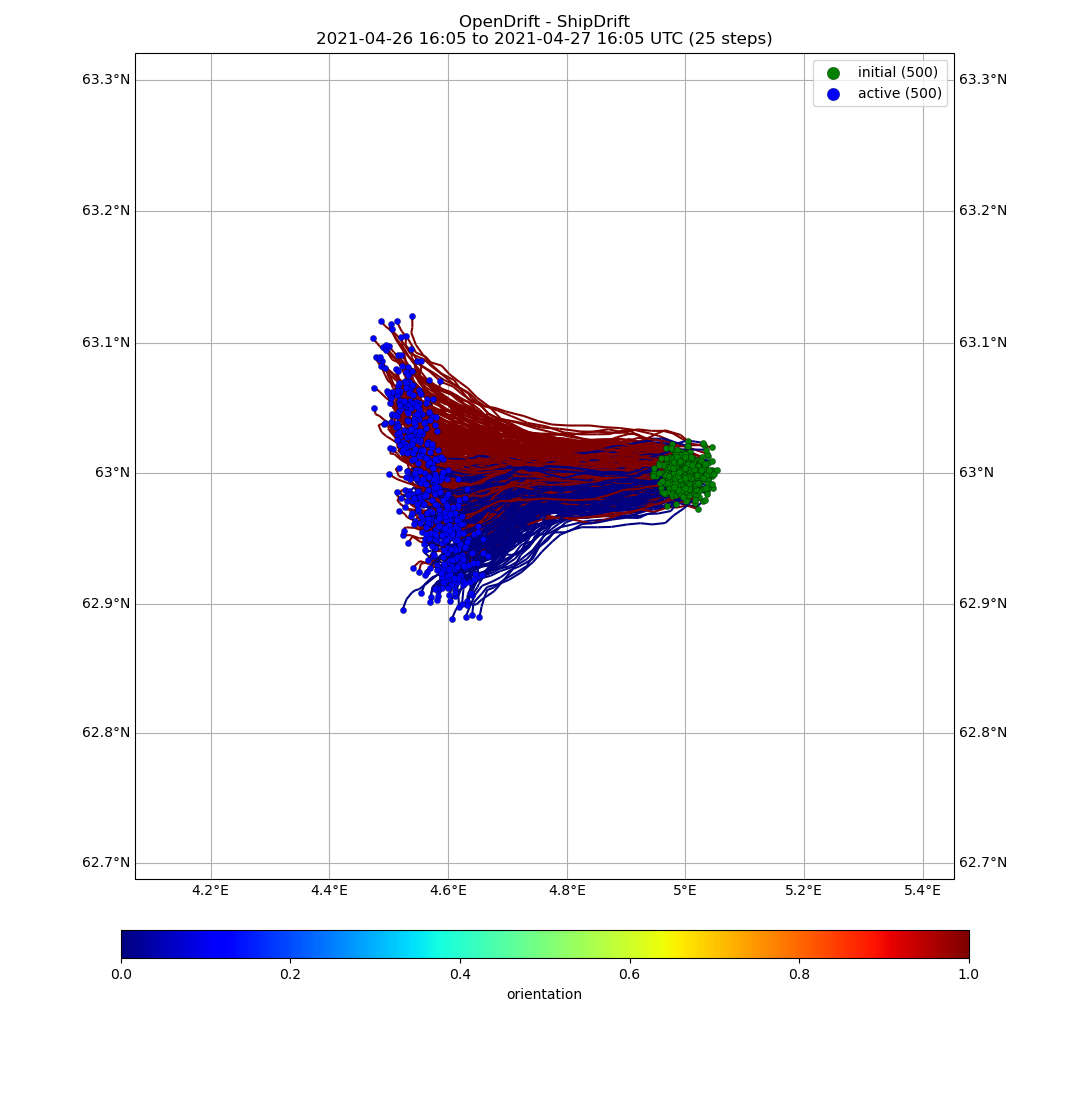 OpenDrift - ShipDrift
2021-04-26 16:05 to 2021-04-27 16:05 UTC (25 steps)
initial (500)
active (500)
63.3°N 63.3°N
63.2°N 63.2°N
63.1°N 63.1°N
63°N 63°N
62.9°N 62.9°N
62.8°N 62.8°N
62.7°N 62.7°N
4.2°E 4.4°E 4.6°E 4.8°E 5°E 5.2°E 5.4°E
0.0 0.2 0.4 0.6 0.8 1.0
orientation